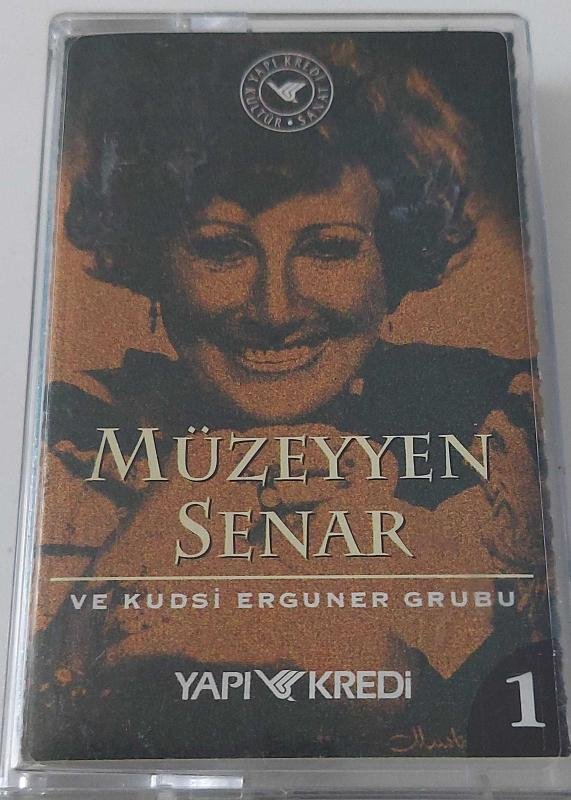 YAPI KREDİ
KÜLTÜR • SANAT
MÜZEYYEN
SENAR
VE KUDSİ ERGUNER GRUBU
YAPI KREDİ
1